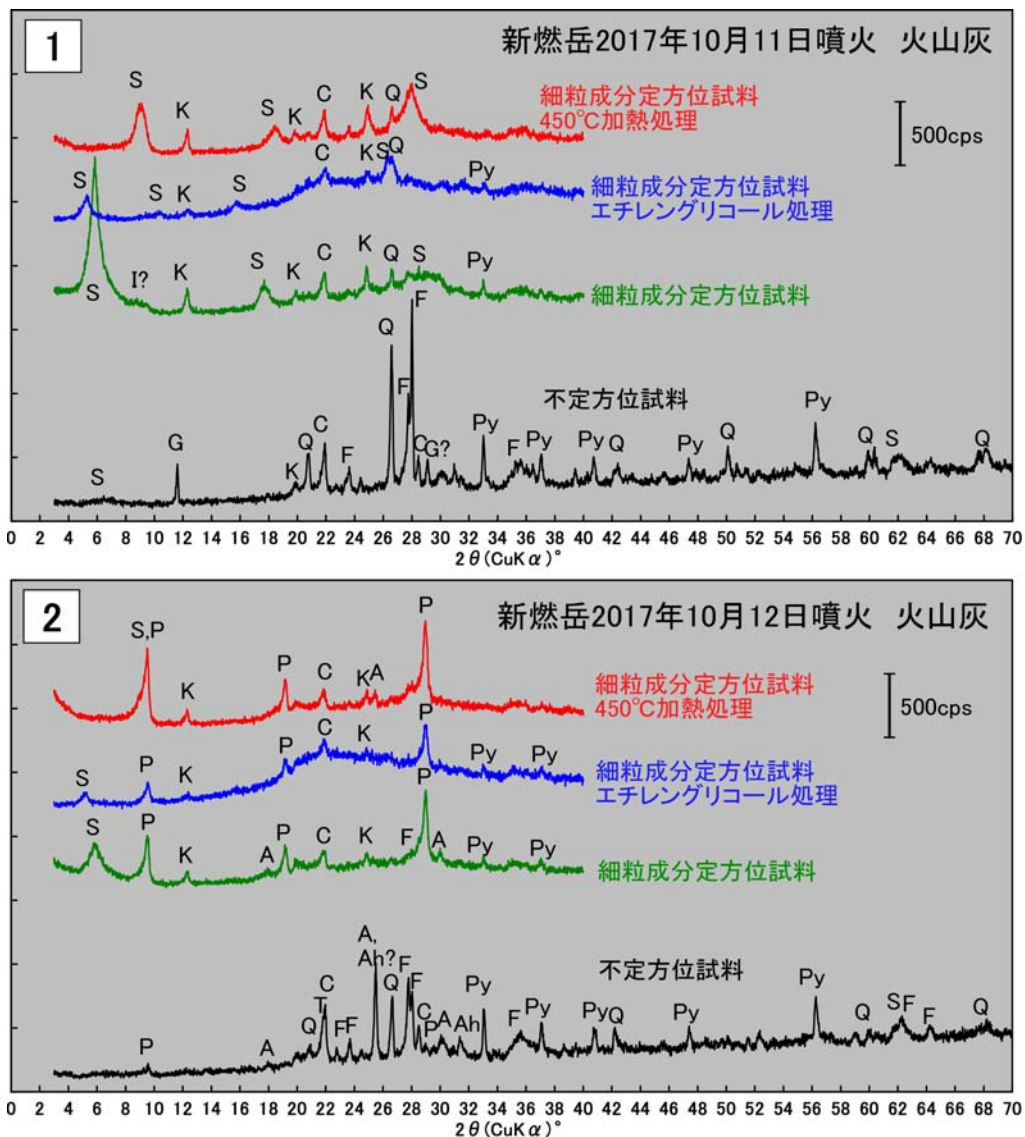 1
新燃岳2017年10月11日噴火 火山灰
S K S K C K Q S
細粒成分定方位試料
450℃加熱処理
500cps
S S K S C K S Q Py
細粒成分定方位試料
エチレングリコール処理
S I? K S K C K Q S Py
細粒成分定方位試料
不定方位試料
S G K Q C F Q F F C G? Py F Py Py Q Py Q Py Q S Q
0 2 4 6 8 10 12 14 16 18 20 22 24 26 28 30 32 34 36 38 40 42 44 46 48 50 52 54 56 58 60 62 64 66 68 70
2θ(CuKα)°
2
新燃岳2017年10月12日噴火 火山灰
S,P K P C K A P
細粒成分定方位試料
450℃加熱処理
500cps
S P K P C K P Py Py
細粒成分定方位試料
エチレングリコール処理
S P K A P C K F P A Py Py
細粒成分定方位試料
不定方位試料
P A Q T C F F A, Ah? Q F F C P A Ah Py F Py Py Q Py Py Q S F F Q
0 2 4 6 8 10 12 14 16 18 20 22 24 26 28 30 32 34 36 38 40 42 44 46 48 50 52 54 56 58 60 62 64 66 68 70
2θ(CuKα)°